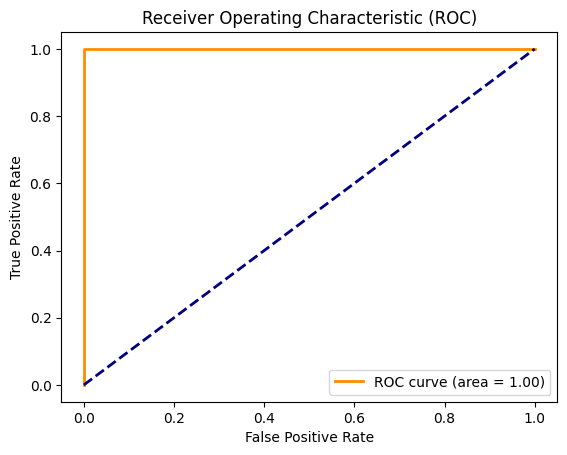 Receiver Operating Characteristic (ROC)
1.0
0.8
0.6
0.4
0.2
0.0
True Positive Rate
ROC curve (area = 1.00)
0.0 0.2 0.4 0.6 0.8 1.0
False Positive Rate